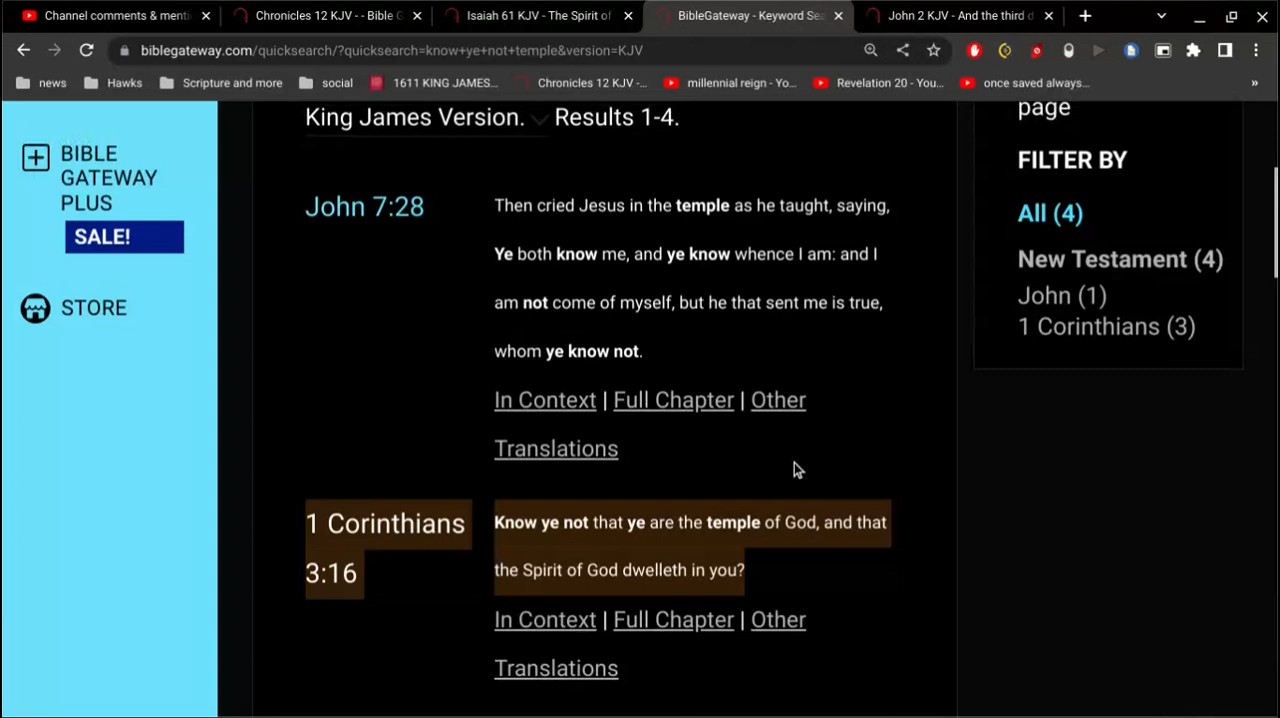 Channel comments & menti
Chronicles 12 KJV - - Bible G
Isaiah 61 KJV - The Spirit of
BibleGateway - Keyword Sea
John 2 KJV - And the third d
biblegateway.com/quicksearch/?quicksearch=know+ye+not+temple&version=KJV
news
Hawks
Scripture and more
social
1611 KING JAMES...
Chronicles 12 KJV -...
millennial reign - Yo...
Revelation 20 - You...
once saved always...
»
BIBLE
GATEWAY
PLUS
SALE!
STORE
King James Version. Results 1-4.
John 7:28
Then cried Jesus in the temple as he taught, saying,
Ye both know me, and ye know whence I am: and I
am not come of myself, but he that sent me is true,
whom ye know not.
In Context | Full Chapter | Other
Translations
1 Corinthians
3:16
Know ye not that ye are the temple of God, and that
the Spirit of God dwelleth in you?
In Context | Full Chapter | Other
Translations
page
FILTER BY
All (4)
New Testament (4)
John (1)
1 Corinthians (3)